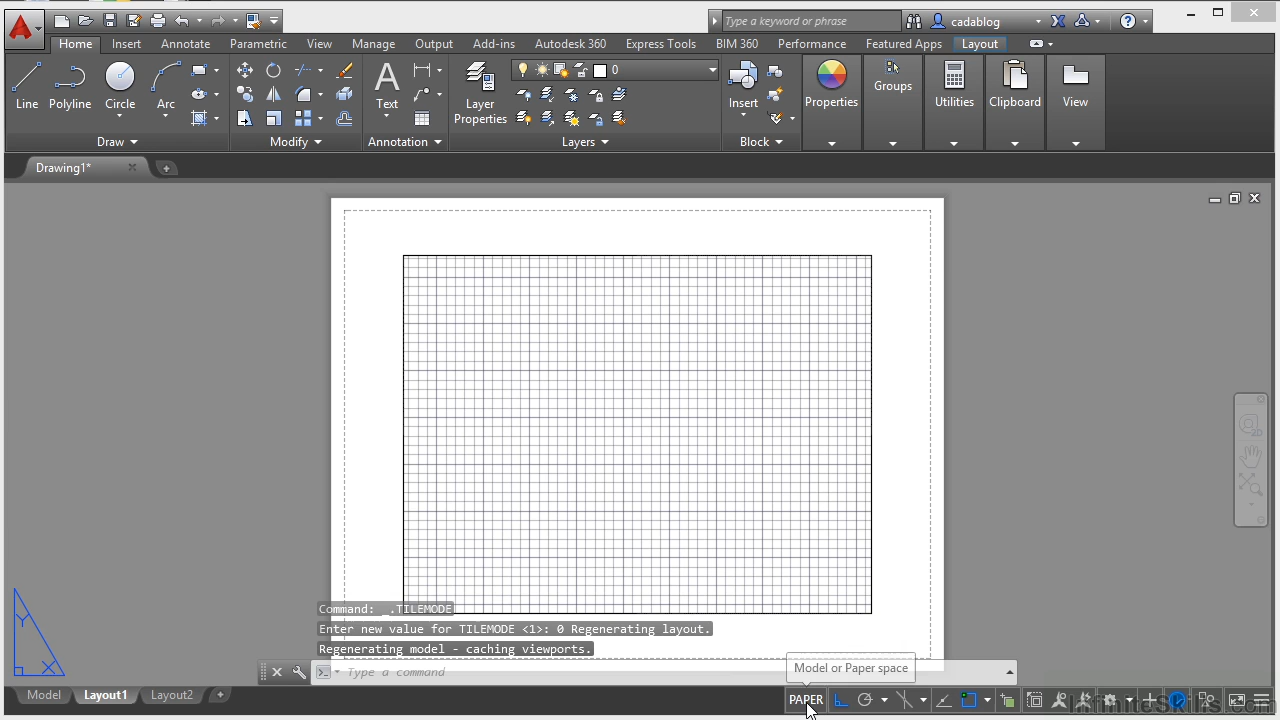 Type a keyword or phrase
cadablog
Home Insert Annotate Parametric View Manage Output Add-ins Autodesk 360 Express Tools BIM 360 Performance Featured Apps Layout
0
Line Polyline Circle Arc
Text
Layer
Properties
Insert
Properties
Groups
Utilities
Clipboard
View
Draw Modify Annotation Layers Block
Drawing1*
2D
Command: _.TILEMODE
Enter new value for TILEMODE <1>: 0 Regenerating layout.
Regenerating model - caching viewports.
Type a command
Model or Paper space
Y
X
Model Layout1 Layout2
PAPER
InfiniteSkills.com